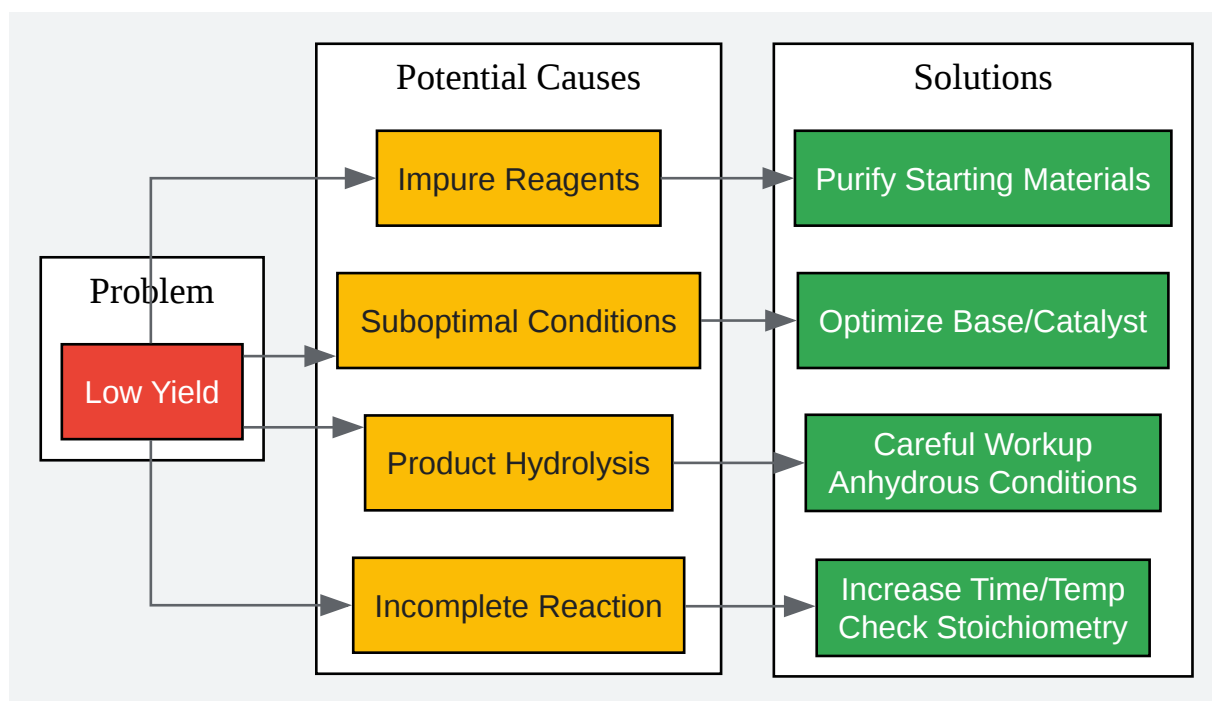 Problem
Low Yield
Potential Causes
Impure Reagents
Suboptimal Conditions
Product Hydrolysis
Incomplete Reaction
Solutions
Purify Starting Materials
Optimize Base/Catalyst
Careful Workup
Anhydrous Conditions
Increase Time/Temp
Check Stoichiometry